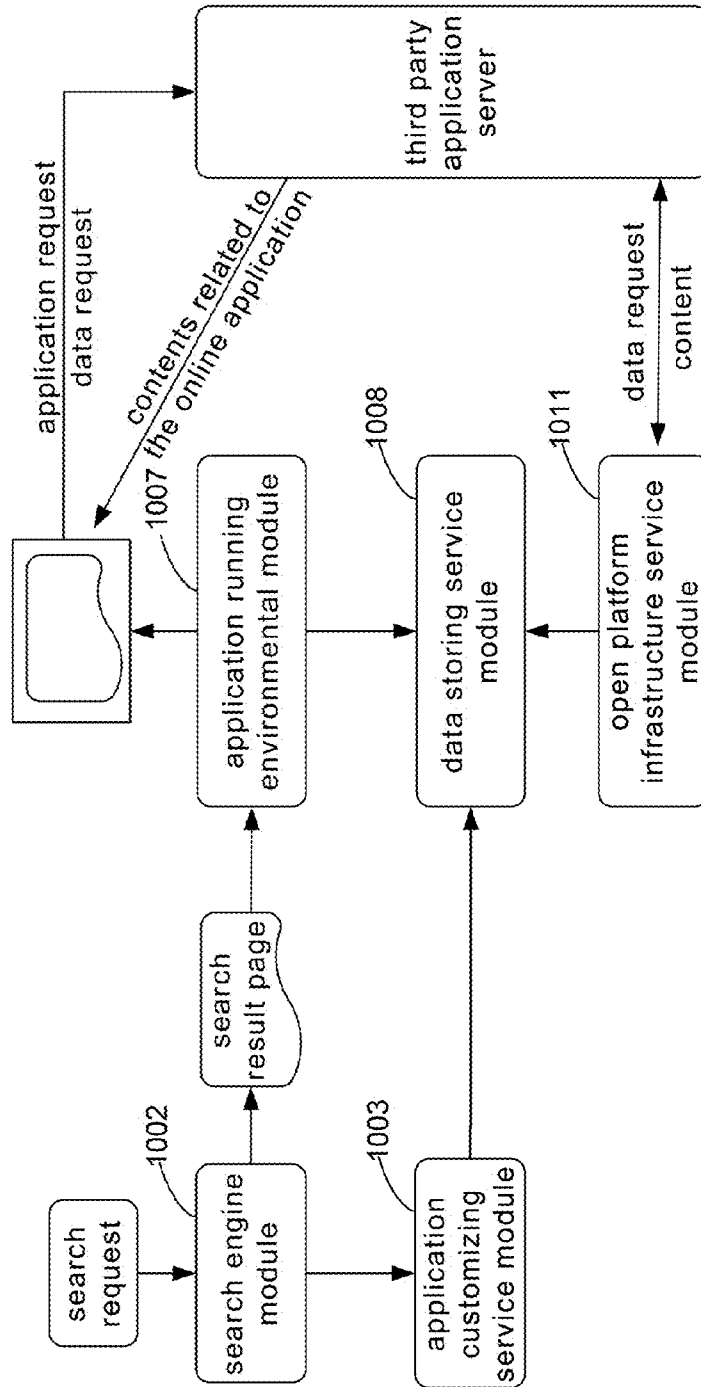 search
request
1002
search engine
module
1003
application
customizing
service module
search
result page
application request
data request
contents related to
the online application
1007
application running
environmental module
1008
data storing service
module
1011
open platform
infrastructure service
module
data request
content
third party
application
server